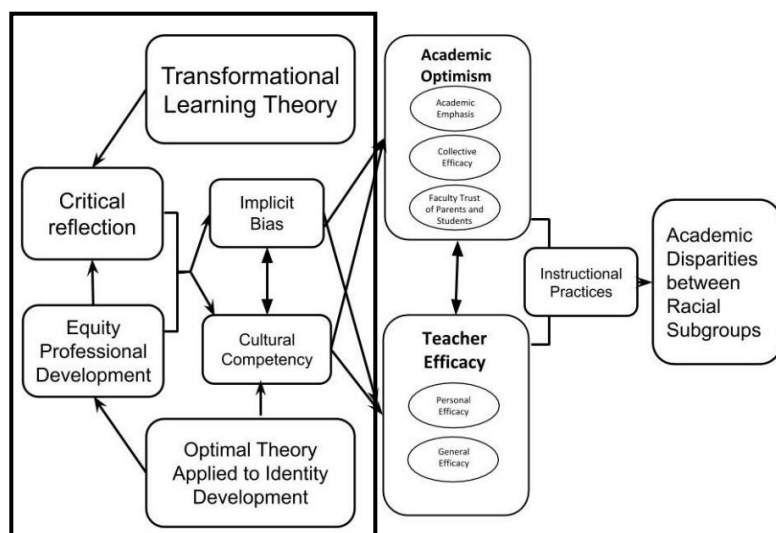 Transformational
Learning Theory
Critical
reflection
Implicit
Bias
Equity
Professional
Development
Cultural
Competency
Optimal Theory
Applied to Identity
Development
Academic
Optimism
Academic
Emphasis
Collective
Efficacy
Faculty Trust
of Parents and
Students
Teacher
Efficacy
Personal
Efficacy
General
Efficacy
Instructional
Practices
Academic
Disparities
between
Racial
Subgroups